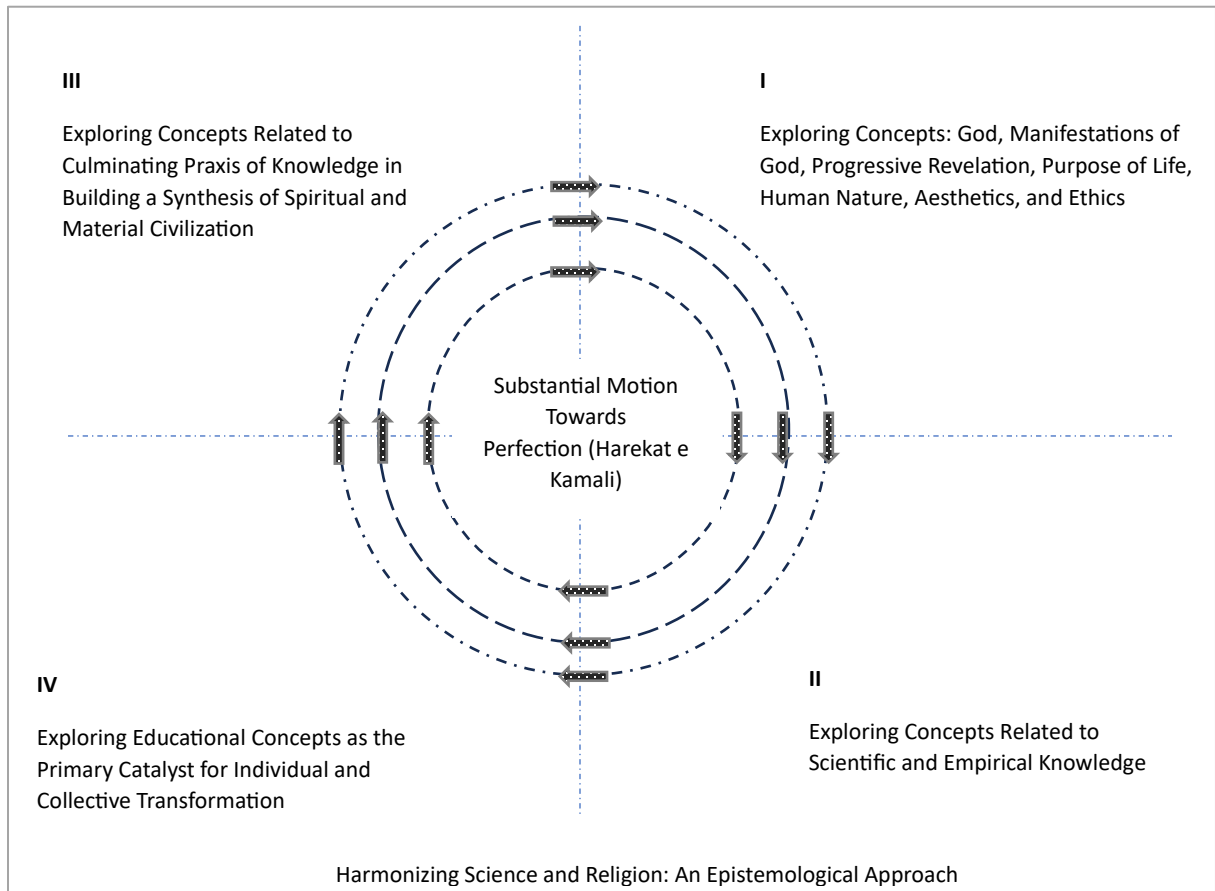 III
Exploring Concepts Related to
Culminating Praxis of Knowledge in
Building a Synthesis of Spiritual and
Material Civilization
I
Exploring Concepts: God, Manifestations of
God, Progressive Revelation, Purpose of Life,
Human Nature, Aesthetics, and Ethics
Substantial Motion
Towards
Perfection (Harekat e
Kamali)
IV
Exploring Educational Concepts as the
Primary Catalyst for Individual and
Collective Transformation
II
Exploring Concepts Related to
Scientific and Empirical Knowledge
Harmonizing Science and Religion: An Epistemological Approach